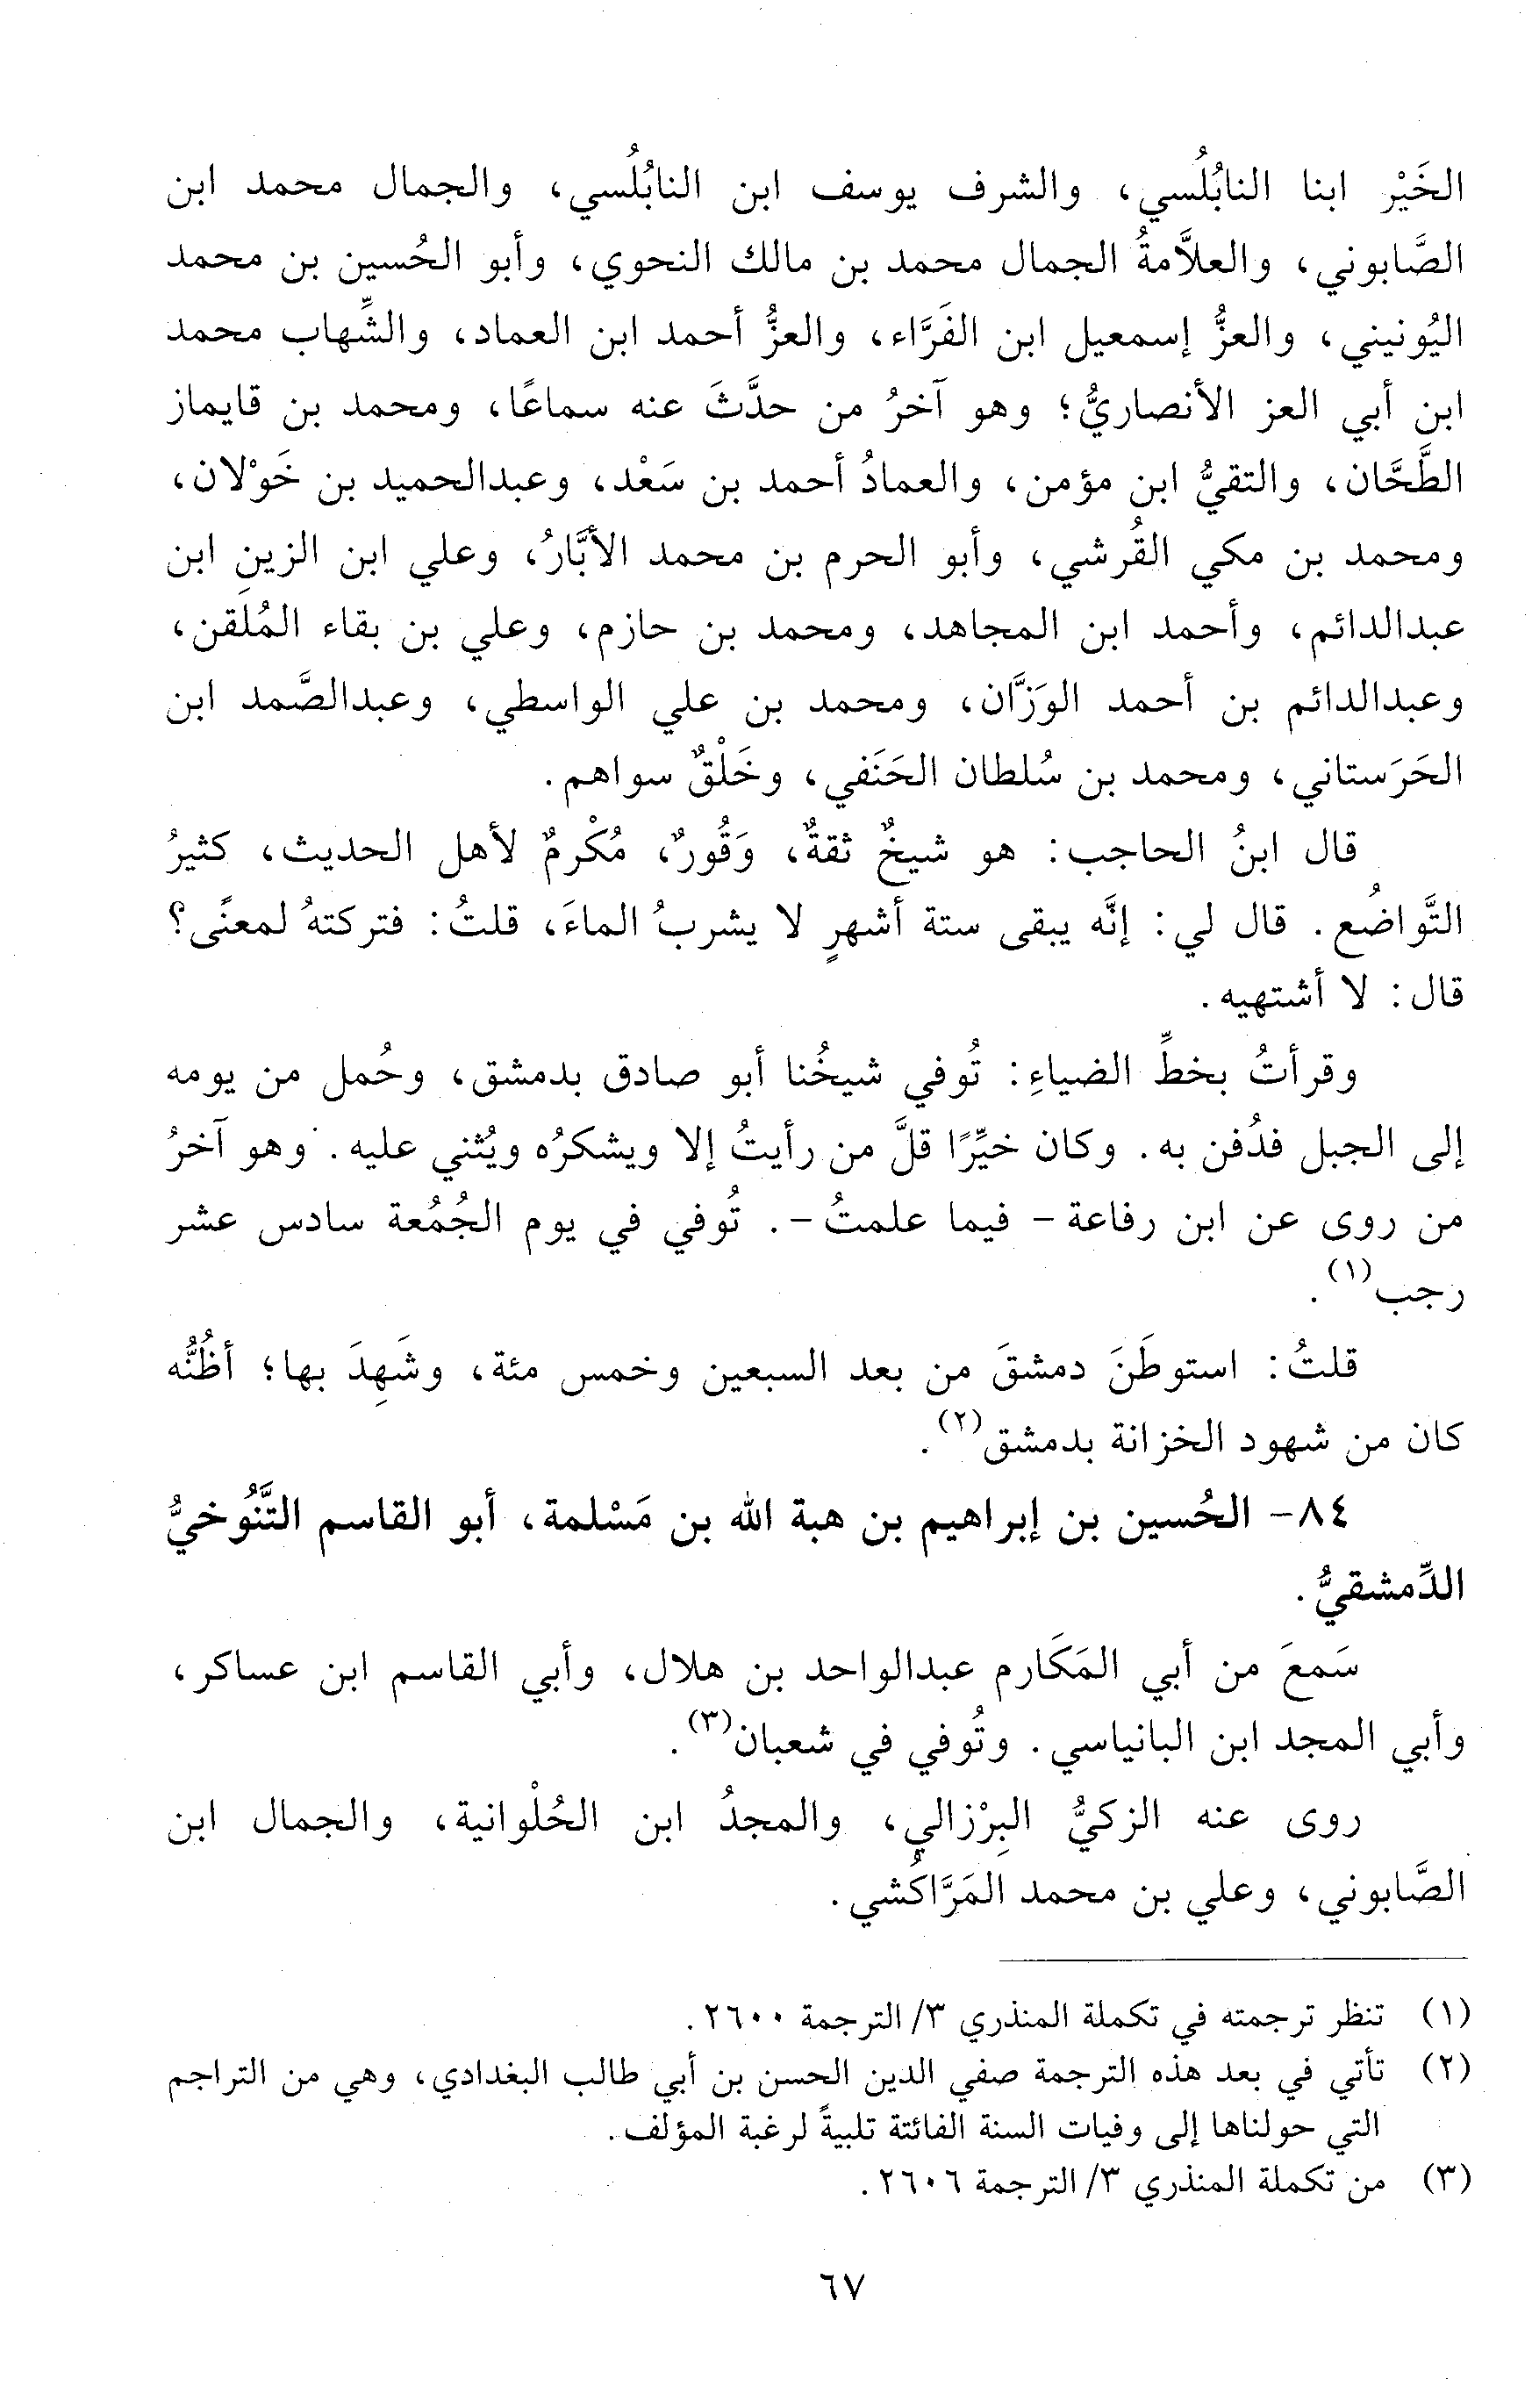 الخَيْر ابنا النابُلُسي، والشرف يوسف ابن النابُلُسي، والجمال محمد ابن
الصَّابوني، والعلاَّمةُ الجمال محمد بن مالك النحوي، وأبو الحُسين بن محمد
اليُونيني، والعزُّ إسمعيل ابن الفَرَّاء، والعزُّ أحمد ابن العماد، والشِّهاب محمد
ابن أبي العز الأنصاريُّ؛ وهو آخرُ من حدَّثَ عنه سماعًا، ومحمد بن قايماز
الطَّحَّان، والتقيُّ ابن مؤمن، والعمادُ أحمد بن سَعْد، وعبدالحميد بن خَوْلان،
ومحمد بن مكي القُرشي، وأبو الحرم بن محمد الأبَّارُ، وعلي ابن الزينِ ابن
عبدالدائم، وأحمد ابن المجاهد، ومحمد بن حازم، وعلي بن بقاء المُلَقن،
وعبدالدائم بن أحمد الوَزَّان، ومحمد بن علي الواسطي، وعبدالصَّمد ابن
الحَرَستاني، ومحمد بن سُلطان الحَنَفي، وخَلْقٌ سواهم.
قال ابنُ الحاجب: هو شيخٌ ثقةٌ، وَقُورٌ، مُكْرمٌ لأهل الحديث، كثيرُ
التَّواضُع. قال لي: إنَّه يبقى ستة أشهرٍ لا يشربُ الماءَ، قلتُ: فتركتهُ لمعنًى؟
قال: لا أشتهيه.
وقرأتُ بخطِّ الضياءِ: تُوفي شيخُنا أبو صادق بدمشق، وحُمل من يومه
إلى الجبل فدُفن به. وكان خيِّرًا قلَّ من رأيتُ إلا ويشكرُه ويُثني عليه. وهو آخرُ
من روى عن ابن رفاعة - فيما علمتُ -. تُوفي في يوم الجُمُعة سادس عشر
رجب(١).
قلتُ: استوطَنَ دمشقَ من بعد السبعين وخمس مئة، وشَهِدَ بها؛ أظُنُّه
كان من شهود الخزانة بدمشق(٢).
٨٤- الحُسين بن إبراهيم بن هبة الله بن مَسْلمة، أبو القاسم التَّنُوخيُّ
الدِّمشقيُّ.
سَمعَ من أبي المَكَارم عبدالواحد بن هلال، وأبي القاسم ابن عساكر،
وأبي المجد ابن البانياسي. وتُوفي في شعبان(٣).
روى عنه الزكيُّ البِرْزالي، والمجدُ ابن الحُلْوانية، والجمال ابن
الصَّابوني، وعلي بن محمد المَرَّاكُشي.
(١) تنظر ترجمته في تكملة المنذري ٣/ الترجمة ٢٦٠٠.
(٢) تأتي في بعد هذه الترجمة صفي الدين الحسن بن أبي طالب البغدادي، وهي من التراجم
التي حولناها إلى وفيات السنة الفائتة تلبيةً لرغبة المؤلف.
(٣) من تكملة المنذري ٣/ الترجمة ٢٦٠٦.
٦٧